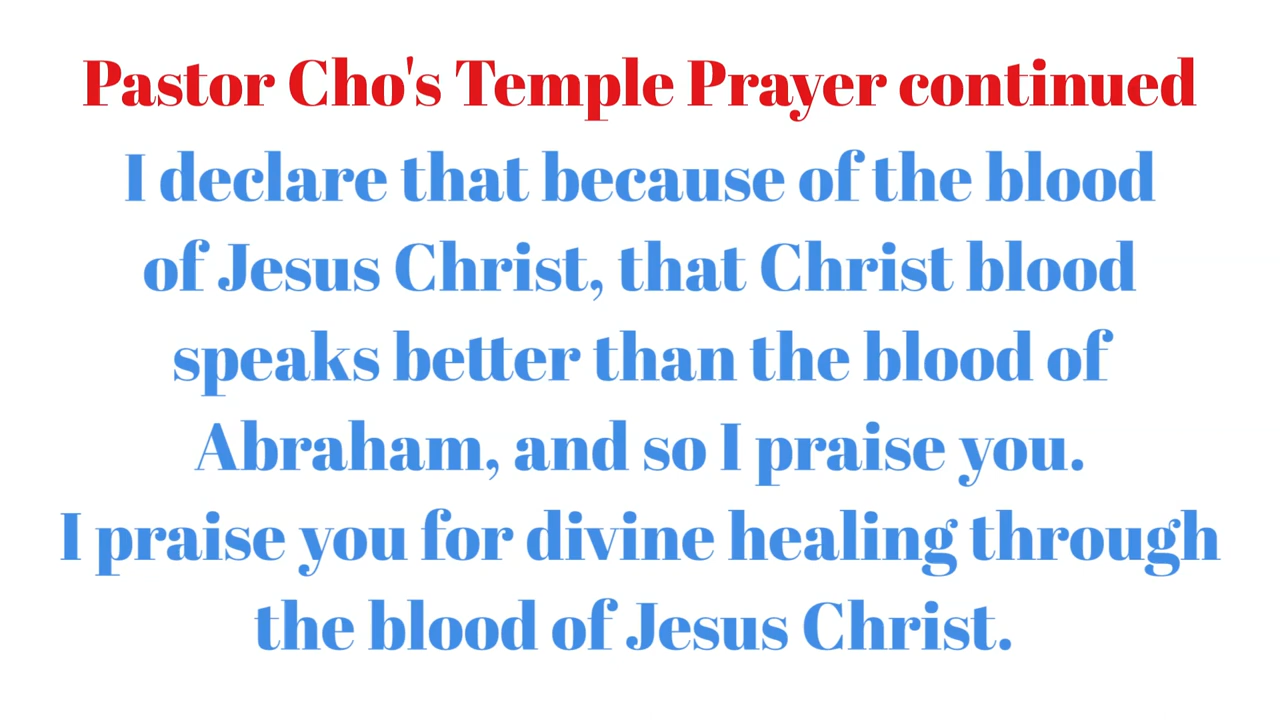 Pastor Cho's Temple Prayer continued
I declare that because of the blood
of Jesus Christ, that Christ blood
speaks better than the blood of
Abraham, and so I praise you.
I praise you for divine healing through
the blood of Jesus Christ.